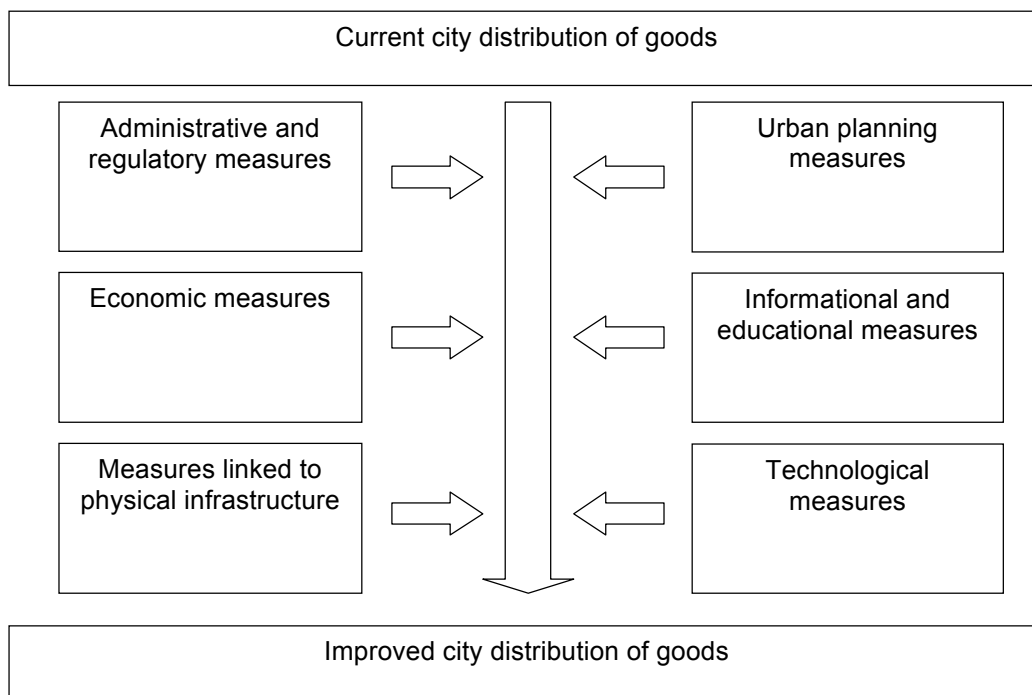 Current city distribution of goods
Administrative and
regulatory measures
Urban planning
measures
Economic measures
Informational and
educational measures
Measures linked to
physical infrastructure
Technological
measures
Improved city distribution of goods